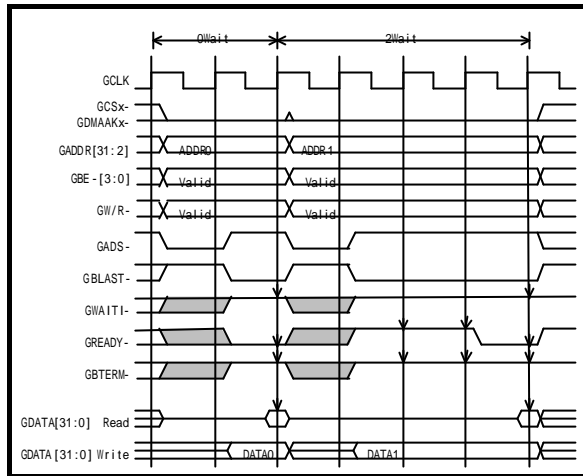 0Wait 2Wait
GCLK
GCSx-
GDMAAKx-
GADDR[31:2] ADDR0 ADDR1
GBE-[3:0] Valid Valid
GW/R- Valid Valid
GADS-
GBLAST-
GWAITI-
GREADY-
GBTERM-
GDATA[31:0] Read
GDATA[31:0] Write DATA0 DATA1